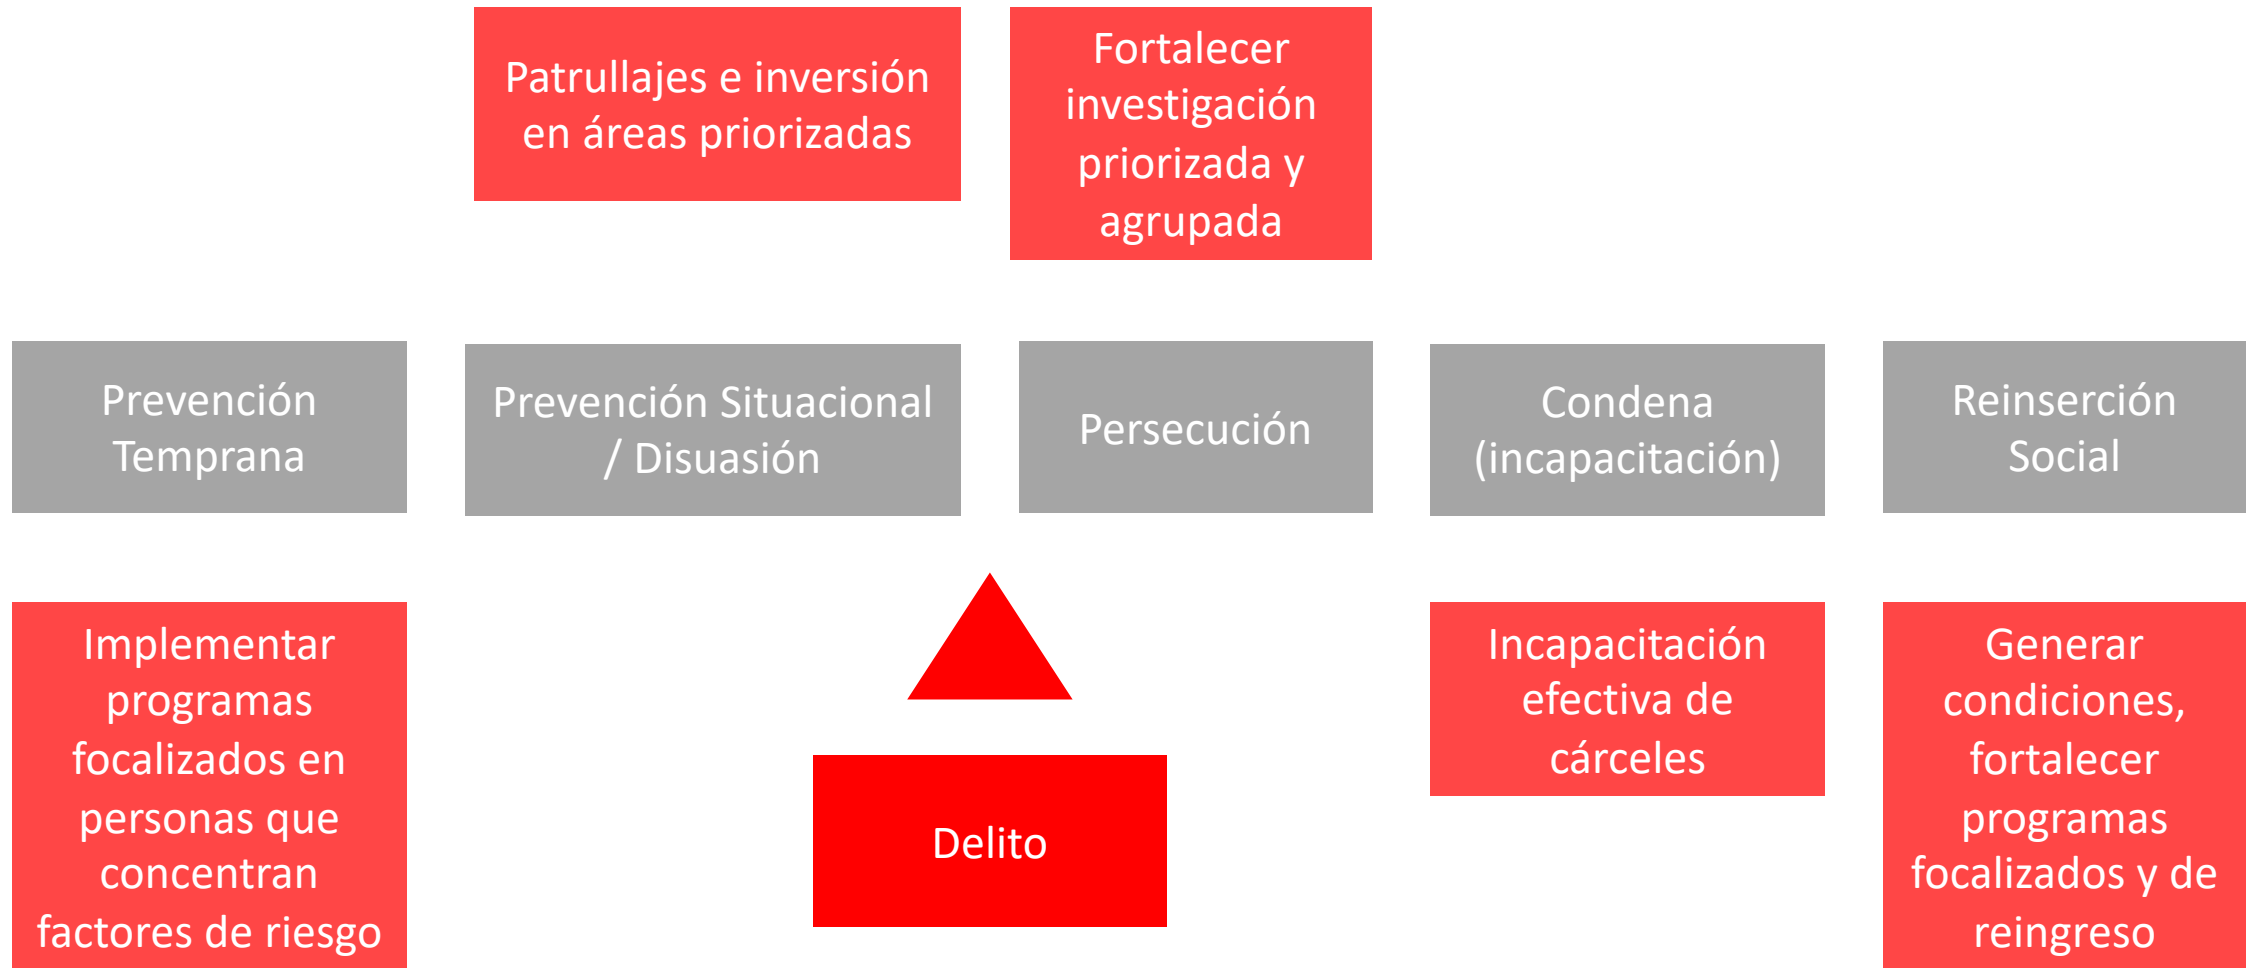 Patrullajes e inversión
en áreas priorizadas
Fortalecer
investigación
priorizada y
agrupada
Prevención
Temprana
Prevención Situacional
/ Disuasión
Persecución
Condena
(incapacitación)
Reinserción
Social
Implementar
programas
focalizados en
personas que
concentran
factores de riesgo
Delito
Incapacitación
efectiva de
cárceles
Generar
condiciones,
fortalecer
programas
focalizados y de
reingreso